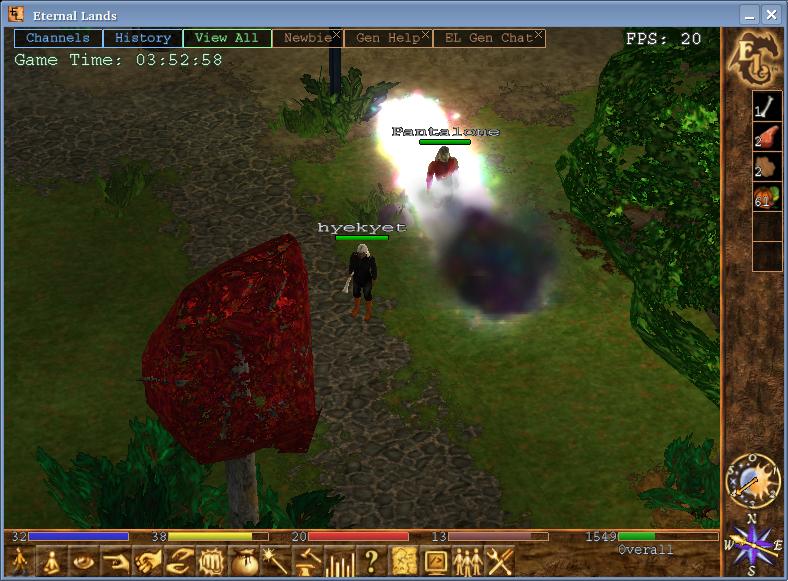 Eternal Lands
Channels History View All Newbie Gen Help EL Gen Chat FPS: 20
Game Time: 03:52:58
Pantalone
hyekyet
1
2
2
61
32 38 20 13 1549
Overall
N
W E
S